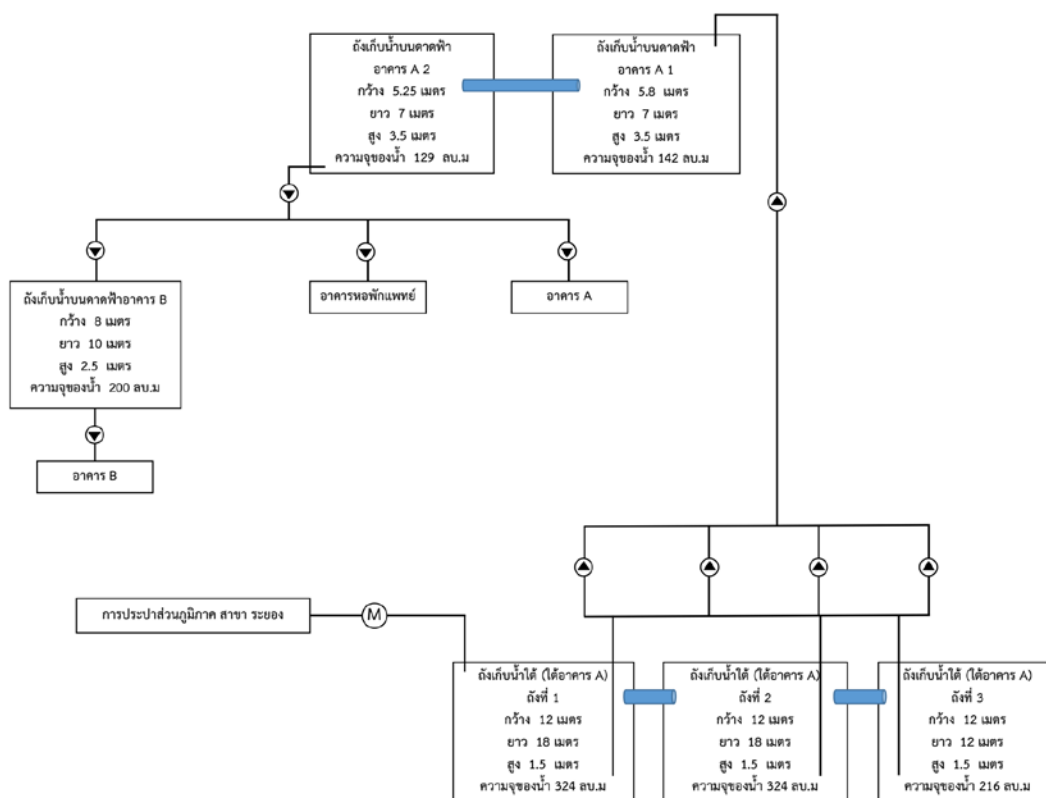 ถังเก็บน้ำบนดาดฟ้า
อาคาร A 2
กว้าง 5.25 เมตร
ยาว 7 เมตร
สูง 3.5 เมตร
ความจุของน้ำ 129 ลบ.ม
ถังเก็บน้ำบนดาดฟ้า
อาคาร A 1
กว้าง 5.8 เมตร
ยาว 7 เมตร
สูง 3.5 เมตร
ความจุของน้ำ 142 ลบ.ม
ถังเก็บน้ำบนดาดฟ้าอาคาร B
กว้าง 8 เมตร
ยาว 10 เมตร
สูง 2.5 เมตร
ความจุของน้ำ 200 ลบ.ม
อาคารหอพักแพทย์
อาคาร A
อาคาร B
การประปาส่วนภูมิภาค สาขา ระยอง
M
ถังเก็บน้ำใต้ (ใต้อาคาร A)
ถังที่ 1
กว้าง 12 เมตร
ยาว 18 เมตร
สูง 1.5 เมตร
ความจุของน้ำ 324 ลบ.ม
ถังเก็บน้ำใต้ (ใต้อาคาร A)
ถังที่ 2
กว้าง 12 เมตร
ยาว 18 เมตร
สูง 1.5 เมตร
ความจุของน้ำ 324 ลบ.ม
ถังเก็บน้ำใต้ (ใต้อาคาร A)
ถังที่ 3
กว้าง 12 เมตร
ยาว 12 เมตร
สูง 1.5 เมตร
ความจุของน้ำ 216 ลบ.ม